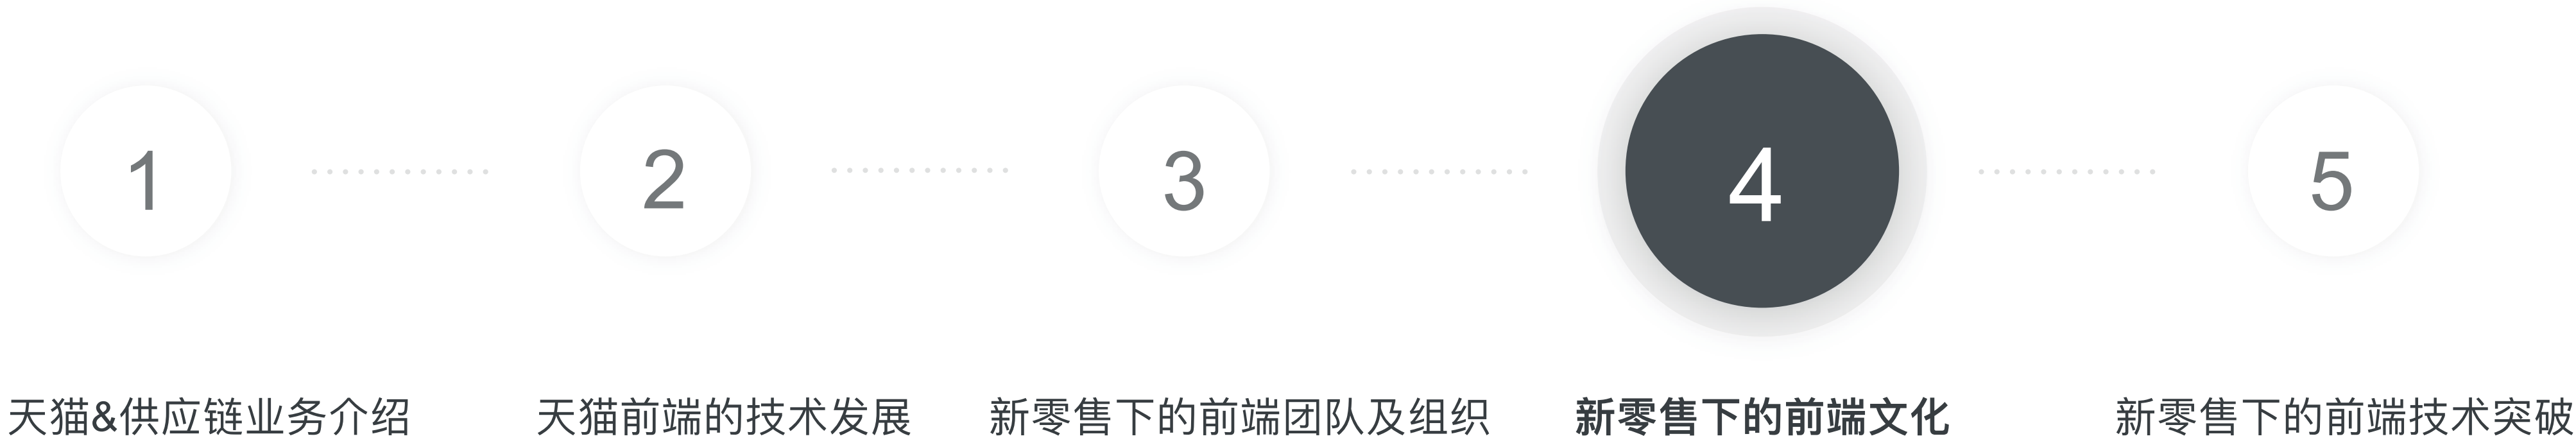 1
2
3
4
5
天猫&供应链业务介绍
天猫前端的技术发展
新零售下的前端团队及组织
新零售下的前端文化
新零售下的前端技术突破